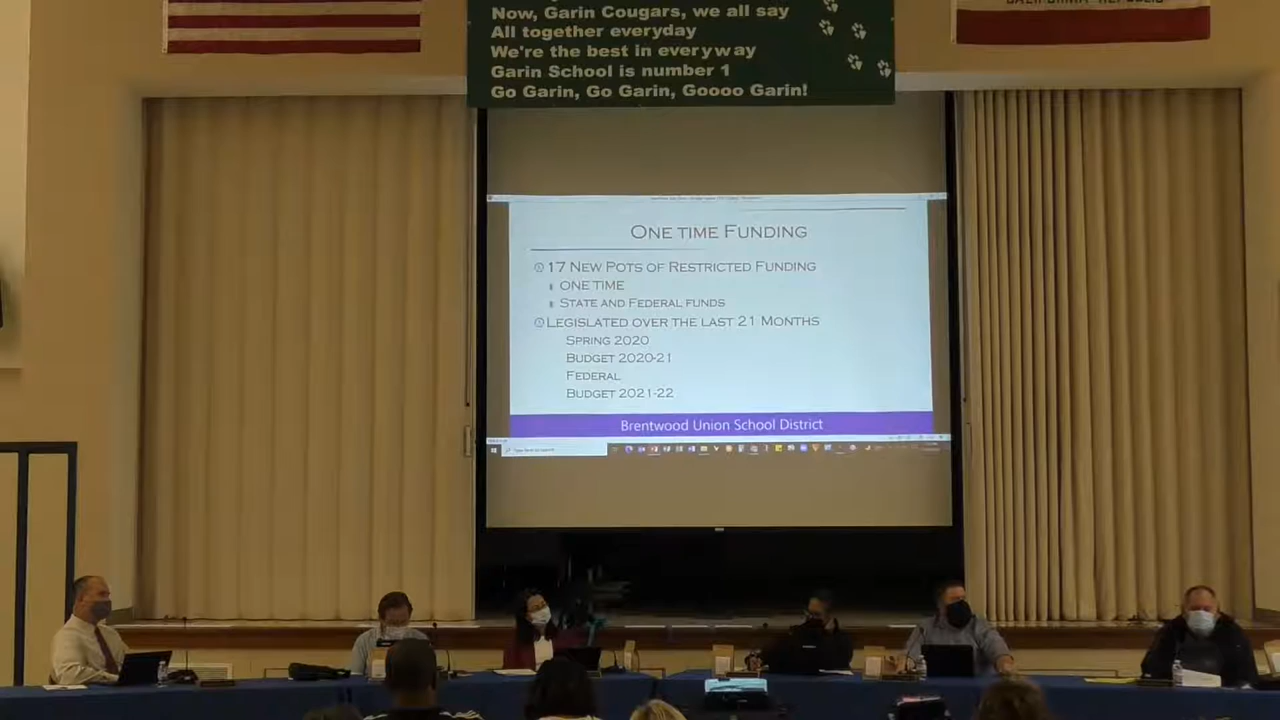 Now, Garin Cougars, we all say
All together everyday
We're the best in everyway
Garin School is number 1
Go Garin, Go Garin, Goooo Garin!
CALIFORNIA REPUBLIC
ONE TIME FUNDING
17 NEW POTS OF RESTRICTED FUNDING
ONE TIME
STATE AND FEDERAL FUNDS
LEGISLATED OVER THE LAST 21 MONTHS
SPRING 2020
BUDGET 2020-21
FEDERAL
BUDGET 2021-22
Brentwood Union School District